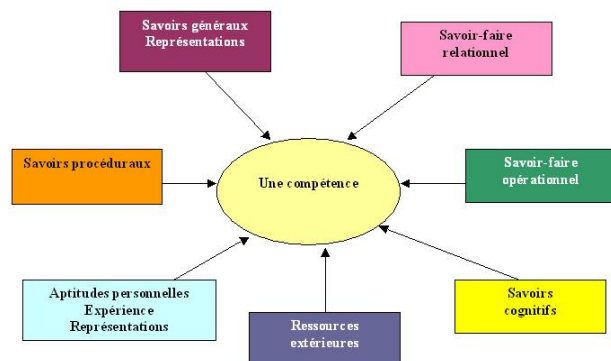 Savoirs généraux
Représentations
Savoir-faire
relationnel
Savoirs procéduraux
Une compétence
Savoir-faire
opérationnel
Aptitudes personnelles
Expérience
Représentations
Ressources
extérieures
Savoirs
cognitifs